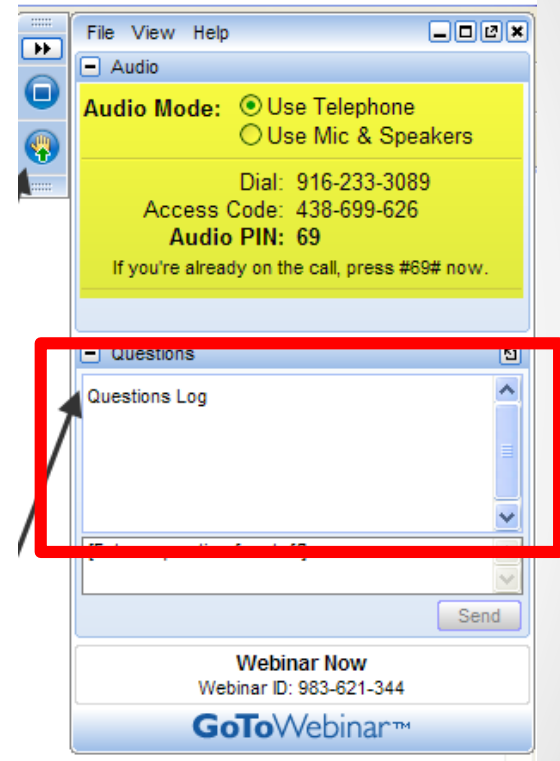 File View Help
Audio
Audio Mode: Use Telephone
Use Mic & Speakers
Dial: 916-233-3089
Access Code: 438-699-626
Audio PIN: 69
If you're already on the call, press #69# now.
Questions
Questions Log
Send
Webinar Now
Webinar ID: 983-621-344
GoToWebinar™